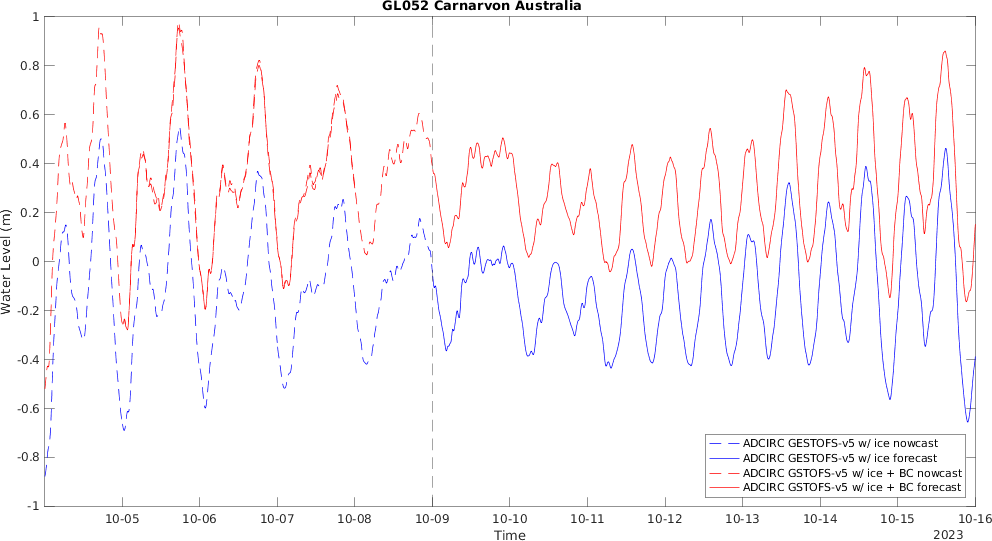 GL052 Carnarvon Australia
Water Level (m)
1
0.8
0.6
0.4
0.2
0
-0.2
-0.4
-0.6
-0.8
-1
ADCIRC GESTOFS-v5 w/ ice nowcast
ADCIRC GESTOFS-v5 w/ ice forecast
ADCIRC GSTOFS-v5 w/ ice + BC nowcast
ADCIRC GSTOFS-v5 w/ ice + BC forecast
10-05 10-06 10-07 10-08 10-09 10-10 10-11 10-12 10-13 10-14 10-15 10-16
Time
2023